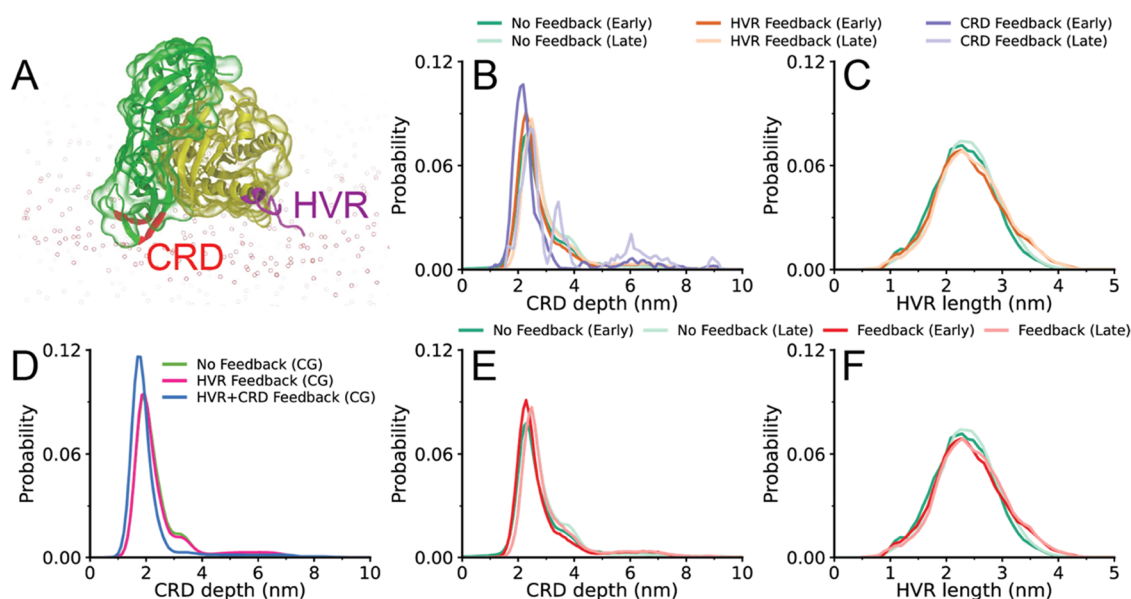 No Feedback (Early)
No Feedback (Late)
HVR Feedback (Early)
HVR Feedback (Late)
CRD Feedback (Early)
CRD Feedback (Late)
A
HVR
CRD
B
0.12
0.06
0.00
Probability
0 2 4 6 8 10
CRD depth (nm)
C
0.12
0.06
0.00
Probability
0 1 2 3 4 5
HVR length (nm)
D
0.12
0.06
0.00
Probability
No Feedback (CG)
HVR Feedback (CG)
HVR+CRD Feedback (CG)
0 2 4 6 8 10
CRD depth (nm)
No Feedback (Early) No Feedback (Late) Feedback (Early) Feedback (Late)
E
0.12
0.06
0.00
Probability
0 2 4 6 8 10
CRD depth (nm)
F
0.12
0.06
0.00
Probability
0 1 2 3 4 5
HVR length (nm)